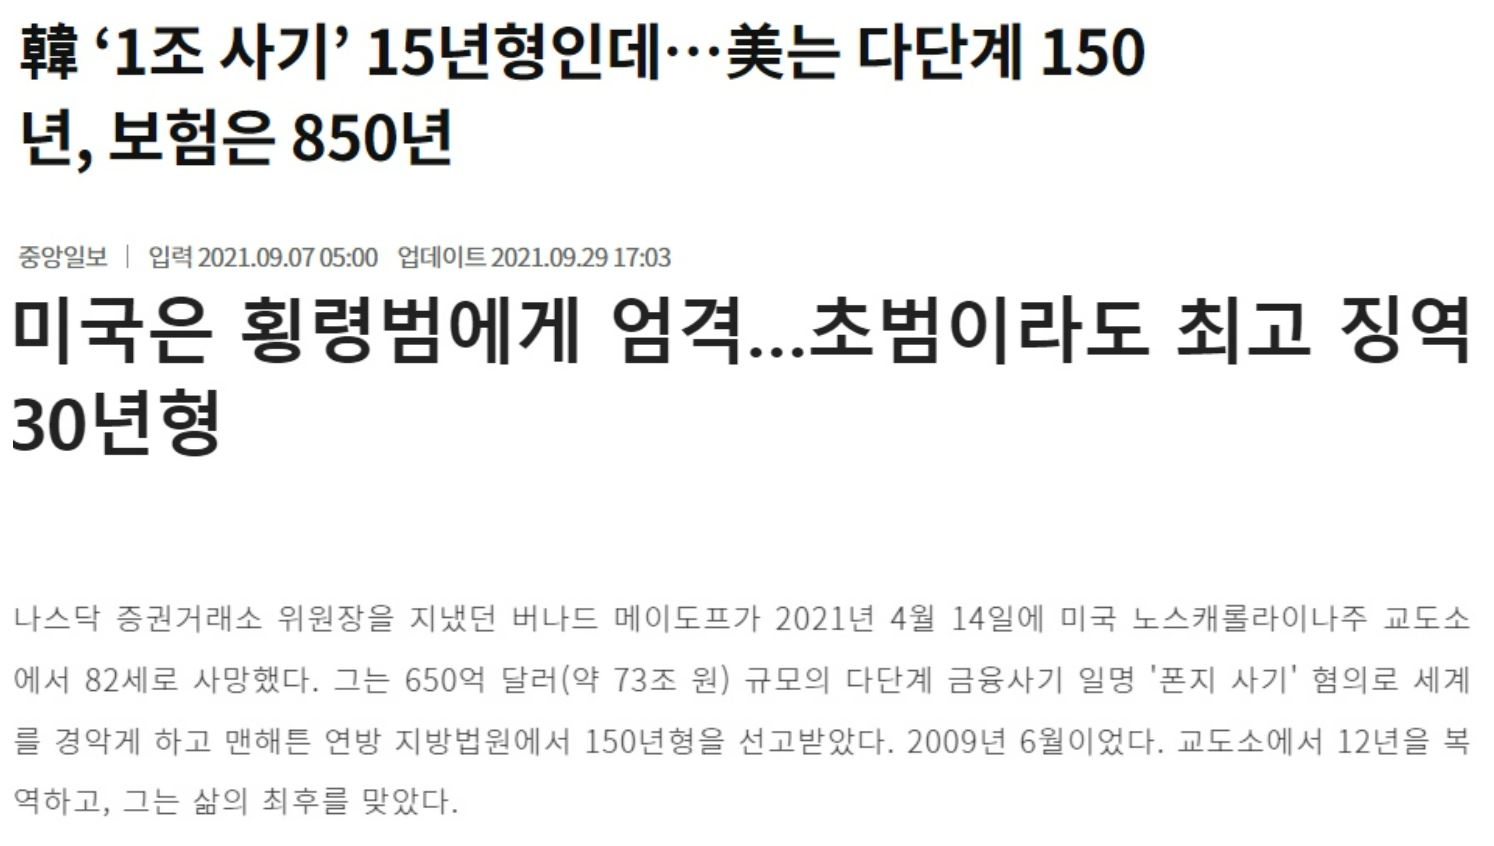 韓 ‘1조 사기’ 15년형인데…美는 다단계 150
년, 보험은 850년
중앙일보 | 입력 2021.09.07 05:00 업데이트 2021.09.29 17:03
미국은 횡령범에게 엄격...초범이라도 최고 징역
30년형
나스닥 증권거래소 위원장을 지냈던 버나드 메이도프가 2021년 4월 14일에 미국 노스캐롤라이나주 교도소
에서 82세로 사망했다. 그는 650억 달러(약 73조 원) 규모의 다단계 금융사기 일명 '폰지 사기' 혐의로 세계
를 경악게 하고 맨해튼 연방 지방법원에서 150년형을 선고받았다. 2009년 6월이었다. 교도소에서 12년을 복
역하고, 그는 삶의 최후를 맞았다.